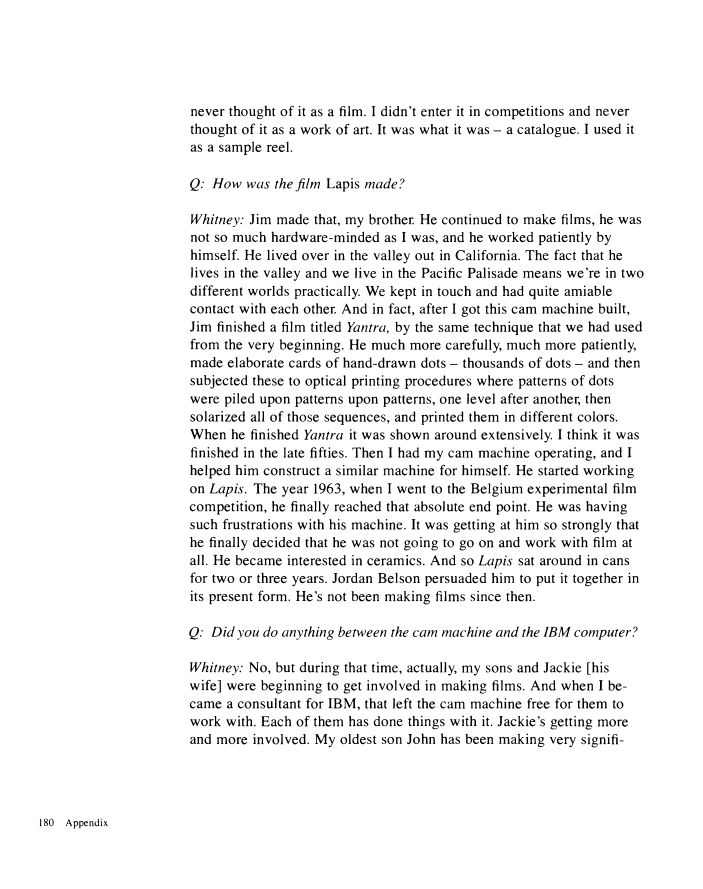 never thought of it as a film. I didn't enter it in competitions and never
thought of it as a work of art. It was what it was – a catalogue. I used it
as a sample reel.
Q: How was the film Lapis made?
Whitney: Jim made that, my brother. He continued to make films, he was
not so much hardware-minded as I was, and he worked patiently by
himself. He lived over in the valley out in California. The fact that he
lives in the valley and we live in the Pacific Palisade means we're in two
different worlds practically. We kept in touch and had quite amiable
contact with each other. And in fact, after I got this cam machine built,
Jim finished a film titled Yantra, by the same technique that we had used
from the very beginning. He much more carefully, much more patiently,
made elaborate cards of hand-drawn dots – thousands of dots – and then
subjected these to optical printing procedures where patterns of dots
were piled upon patterns upon patterns, one level after another, then
solarized all of those sequences, and printed them in different colors.
When he finished Yantra it was shown around extensively. I think it was
finished in the late fifties. Then I had my cam machine operating, and I
helped him construct a similar machine for himself. He started working
on Lapis. The year 1963, when I went to the Belgium experimental film
competition, he finally reached that absolute end point. He was having
such frustrations with his machine. It was getting at him so strongly that
he finally decided that he was not going to go on and work with film at
all. He became interested in ceramics. And so Lapis sat around in cans
for two or three years. Jordan Belson persuaded him to put it together in
its present form. He's not been making films since then.
Q: Did you do anything between the cam machine and the IBM computer?
Whitney: No, but during that time, actually, my sons and Jackie [his
wife] were beginning to get involved in making films. And when I be-
came a consultant for IBM, that left the cam machine free for them to
work with. Each of them has done things with it. Jackie's getting more
and more involved. My oldest son John has been making very signifi-
180 Appendix